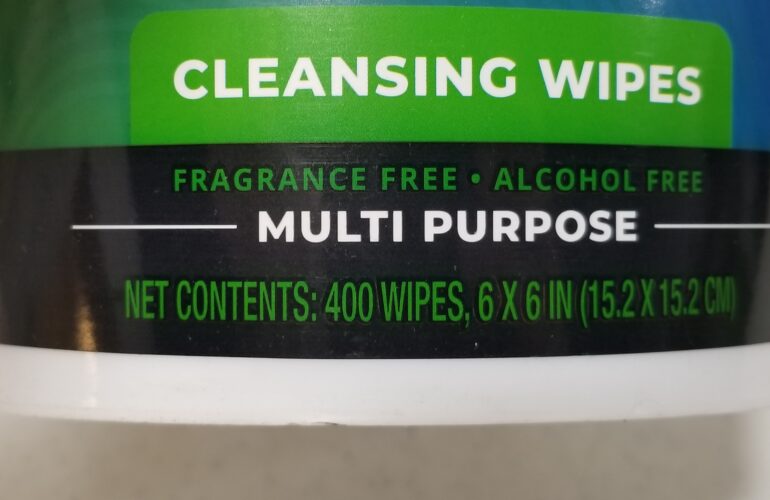 CLEANSING WIPES
FRAGRANCE FREE • ALCOHOL FREE
MULTI PURPOSE
NET CONTENTS: 400 WIPES, 6 X 6 IN (15.2 X 15.2 CM)